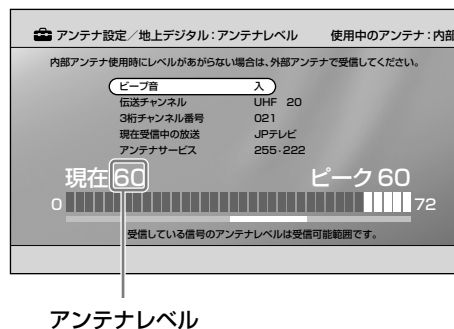 アンテナ設定／地上デジタル：アンテナレベル 使用中のアンテナ：内部
内部アンテナ使用時にレベルがあがらない場合は、外部アンテナで受信してください。
ビープ音 入
伝送チャンネル UHF 20
3桁チャンネル番号 021
現在受信中の放送 JPテレビ
アンテナサービス 255-222
現在 60 ピーク 60
0 72
受信している信号のアンテナレベルは受信可能範囲です。
アンテナレベル